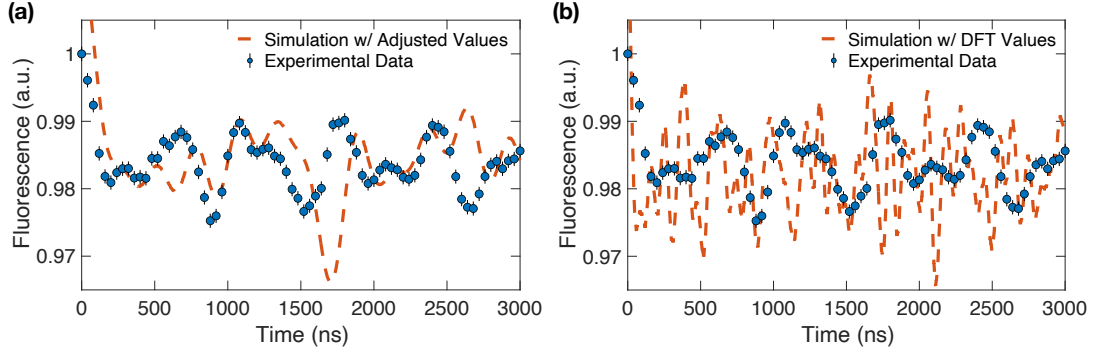 (a)
Simulation w/ Adjusted Values
Experimental Data
1
0.99
0.98
0.97
Fluorescence (a.u.)
0 500 1000 1500 2000 2500 3000
Time (ns)
(b)
Simulation w/ DFT Values
Experimental Data
1
0.99
0.98
0.97
Fluorescence (a.u.)
0 500 1000 1500 2000 2500 3000
Time (ns)